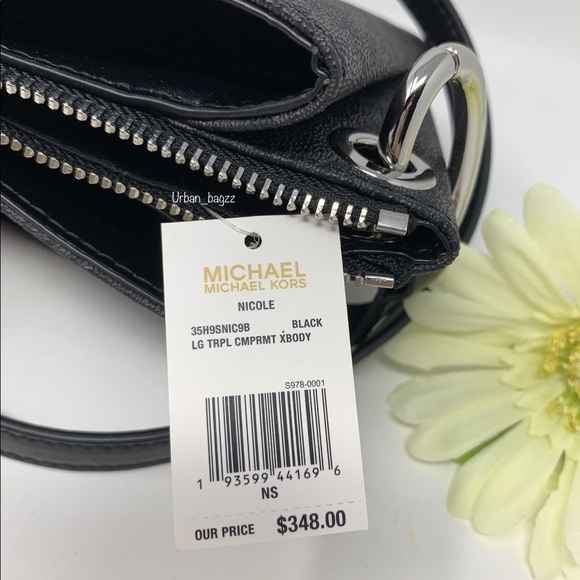 Urban_bagzz
MICHAEL
MICHAEL KORS
NICOLE
35H9SNIC9B . BLACK
LG TRPL CMPRMT XBODY
S978-0001
1 93599 44169 6
NS
OUR PRICE $348.00